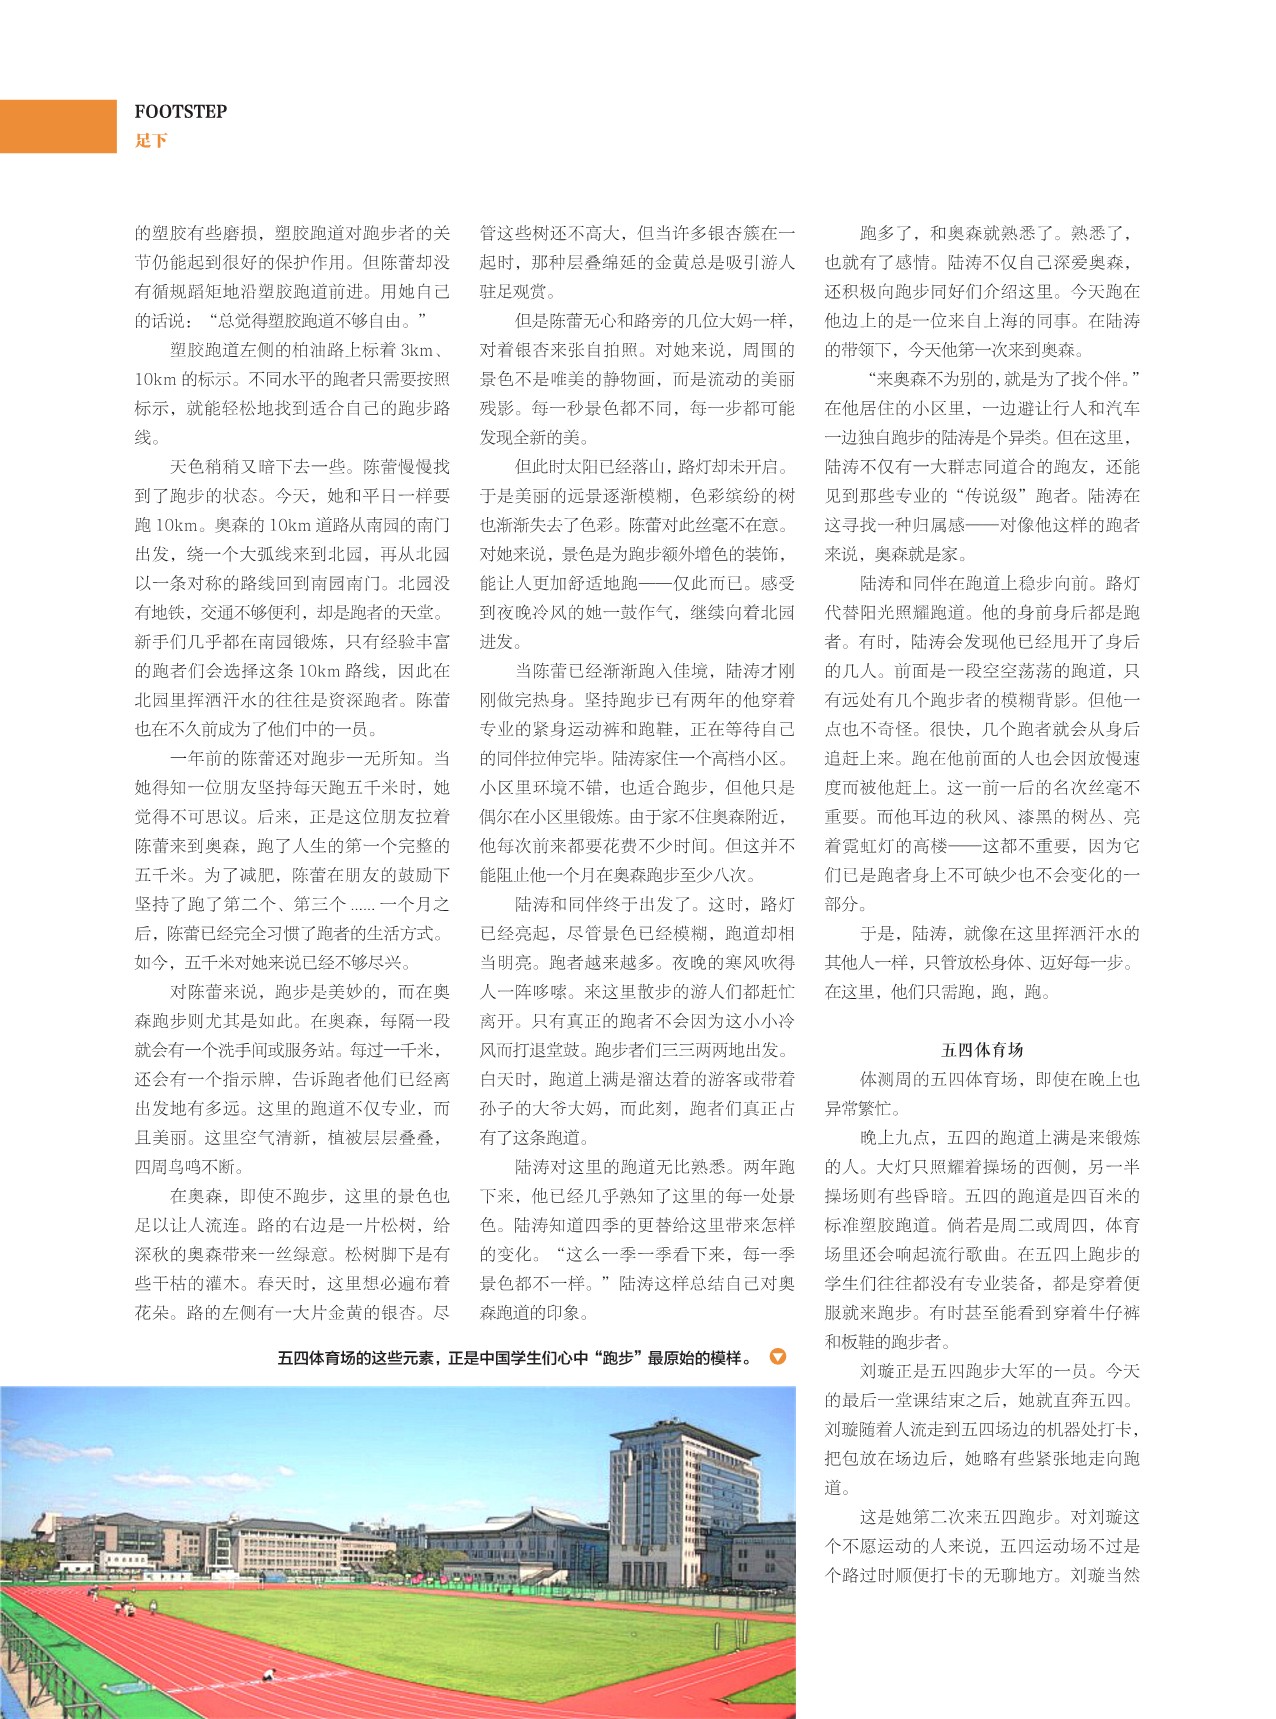 FOOTSTEP
足下
的塑胶有些磨损，塑胶跑道对跑步者的关
节仍能起到很好的保护作用。但陈蕾却没
有循规蹈矩地沿塑胶跑道前进。用她自己
的话说：“总觉得塑胶跑道不够自由。”
塑胶跑道左侧的柏油路上标着 3km、
10km 的标示。不同水平的跑者只需要按照
标示，就能轻松地找到适合自己的跑步路
线。
天色稍稍又暗下去一些。陈蕾慢慢找
到了跑步的状态。今天，她和平日一样要
跑 10km。奥森的 10km 道路从南园的南门
出发，绕一个大弧线来到北园，再从北园
以一条对称的路线回到南园南门。北园没
有地铁，交通不够便利，却是跑者的天堂。
新手们几乎都在南园锻炼，只有经验丰富
的跑者们会选择这条 10km 路线，因此在
北园里挥洒汗水的往往是资深跑者。陈蕾
也在不久前成为了他们中的一员。
一年前的陈蕾还对跑步一无所知。当
她得知一位朋友坚持每天跑五千米时，她
觉得不可思议。后来，正是这位朋友拉着
陈蕾来到奥森，跑了人生的第一个完整的
五千米。为了减肥，陈蕾在朋友的鼓励下
坚持了跑了第二个、第三个 ...... 一个月之
后，陈蕾已经完全习惯了跑者的生活方式。
如今，五千米对她来说已经不够尽兴。
对陈蕾来说，跑步是美妙的，而在奥
森跑步则尤其是如此。在奥森，每隔一段
就会有一个洗手间或服务站。每过一千米，
还会有一个指示牌，告诉跑者他们已经离
出发地有多远。这里的跑道不仅专业，而
且美丽。这里空气清新，植被层层叠叠，
四周鸟鸣不断。
在奥森，即使不跑步，这里的景色也
足以让人流连。路的右边是一片松树，给
深秋的奥森带来一丝绿意。松树脚下是有
些干枯的灌木。春天时，这里想必遍布着
花朵。路的左侧有一大片金黄的银杏。尽
管这些树还不高大，但当许多银杏簇在一
起时，那种层叠绵延的金黄总是吸引游人
驻足观赏。
但是陈蕾无心和路旁的几位大妈一样，
对着银杏来张自拍照。对她来说，周围的
景色不是唯美的静物画，而是流动的美丽
残影。每一秒景色都不同，每一步都可能
发现全新的美。
但此时太阳已经落山，路灯却未开启。
于是美丽的远景逐渐模糊，色彩缤纷的树
也渐渐失去了色彩。陈蕾对此丝毫不在意。
对她来说，景色是为跑步额外增色的装饰，
能让人更加舒适地跑——仅此而已。感受
到夜晚冷风的她一鼓作气，继续向着北园
进发。
当陈蕾已经渐渐跑入佳境，陆涛才刚
刚做完热身。坚持跑步已有两年的他穿着
专业的紧身运动裤和跑鞋，正在等待自己
的同伴拉伸完毕。陆涛家住一个高档小区。
小区里环境不错，也适合跑步，但他只是
偶尔在小区里锻炼。由于家不住奥森附近，
他每次前来都要花费不少时间。但这并不
能阻止他一个月在奥森跑步至少八次。
陆涛和同伴终于出发了。这时，路灯
已经亮起，尽管景色已经模糊，跑道却相
当明亮。跑者越来越多。夜晚的寒风吹得
人一阵哆嗦。来这里散步的游人们都赶忙
离开。只有真正的跑者不会因为这小小冷
风而打退堂鼓。跑步者们三三两两地出发。
白天时，跑道上满是溜达着的游客或带着
孙子的大爷大妈，而此刻，跑者们真正占
有了这条跑道。
陆涛对这里的跑道无比熟悉。两年跑
下来，他已经几乎熟知了这里的每一处景
色。陆涛知道四季的更替给这里带来怎样
的变化。“这么一季一季看下来，每一季
景色都不一样。”陆涛这样总结自己对奥
森跑道的印象。
跑多了，和奥森就熟悉了。熟悉了，
也就有了感情。陆涛不仅自己深爱奥森，
还积极向跑步同好们介绍这里。今天跑在
他边上的是一位来自上海的同事。在陆涛
的带领下，今天他第一次来到奥森。
“来奥森不为别的，就是为了找个伴。”
在他居住的小区里，一边避让行人和汽车
一边独自跑步的陆涛是个异类。但在这里，
陆涛不仅有一大群志同道合的跑友，还能
见到那些专业的“传说级”跑者。陆涛在
这寻找一种归属感——对像他这样的跑者
来说，奥森就是家。
陆涛和同伴在跑道上稳步向前。路灯
代替阳光照耀跑道。他的身前身后都是跑
者。有时，陆涛会发现他已经甩开了身后
的几人。前面是一段空空荡荡的跑道，只
有远处有几个跑步者的模糊背影。但他一
点也不奇怪。很快，几个跑者就会从身后
追赶上来。跑在他前面的人也会因放慢速
度而被他赶上。这一前一后的名次丝毫不
重要。而他耳边的秋风、漆黑的树丛、亮
着霓虹灯的高楼——这都不重要，因为它
们已是跑者身上不可缺少也不会变化的一
部分。
于是，陆涛，就像在这里挥洒汗水的
其他人一样，只管放松身体、迈好每一步。
在这里，他们只需跑，跑，跑。
五四体育场
体测周的五四体育场，即使在晚上也
异常繁忙。
晚上九点，五四的跑道上满是来锻炼
的人。大灯只照耀着操场的西侧，另一半
操场则有些昏暗。五四的跑道是四百米的
标准塑胶跑道。倘若是周二或周四，体育
场里还会响起流行歌曲。在五四上跑步的
学生们往往都没有专业装备，都是穿着便
服就来跑步。有时甚至能看到穿着牛仔裤
和板鞋的跑步者。
刘璇正是五四跑步大军的一员。今天
的最后一堂课结束之后，她就直奔五四。
刘璇随着人流走到五四场边的机器处打卡，
把包放在场边后，她略有些紧张地走向跑
道。
这是她第二次来五四跑步。对刘璇这
个不愿运动的人来说，五四运动场不过是
个路过时顺便打卡的无聊地方。刘璇当然
五四体育场的这些元素，正是中国学生们心中“跑步”最原始的模样。